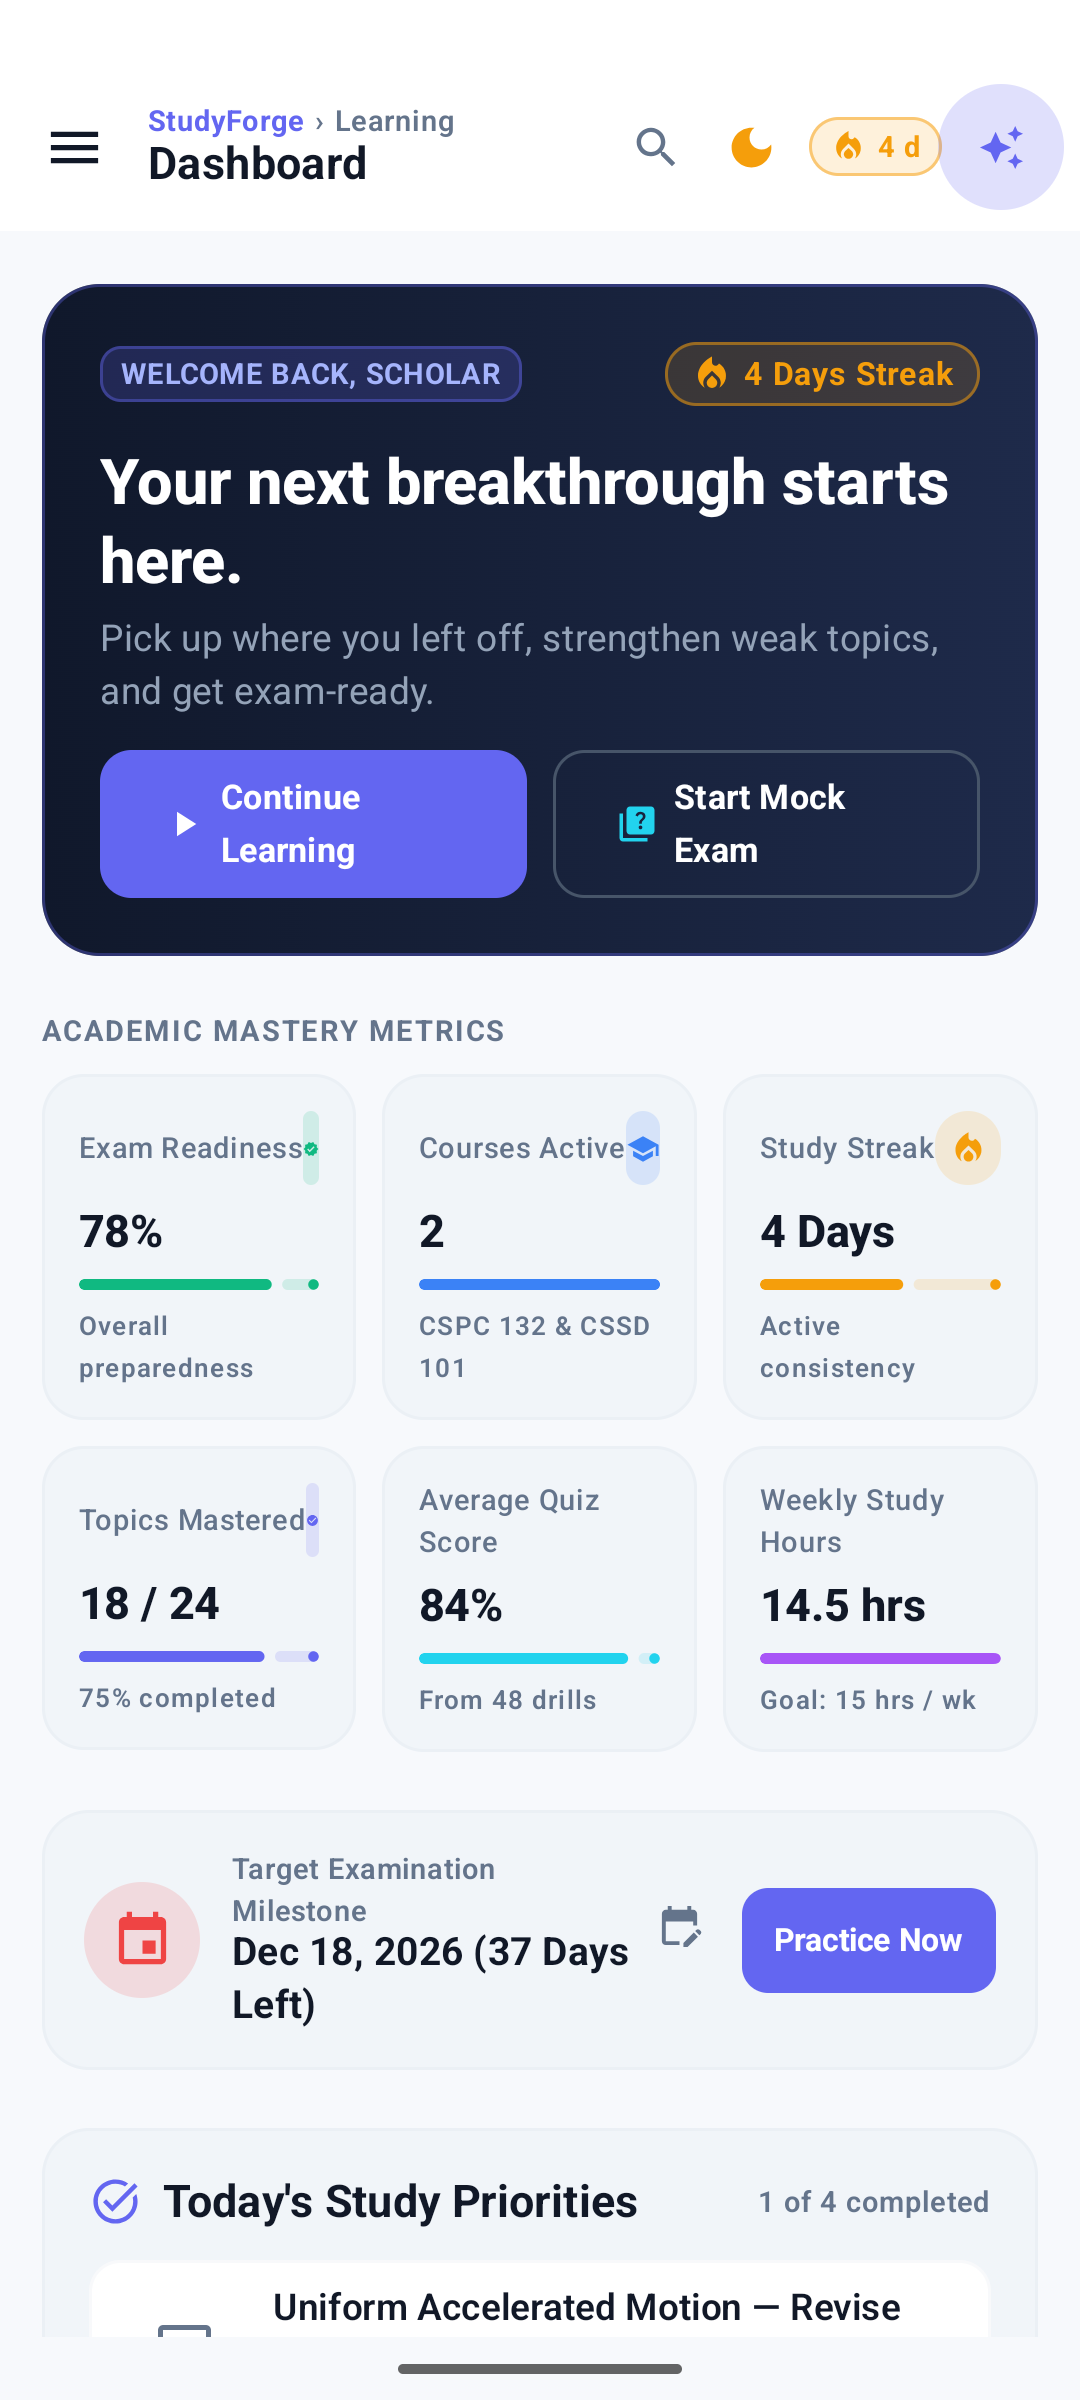 StudyForge › Learning
Dashboard
4 d
WELCOME BACK, SCHOLAR
4 Days Streak
Your next breakthrough starts
here.
Pick up where you left off, strengthen weak topics,
and get exam-ready.
Continue
Learning
Start Mock
Exam
ACADEMIC MASTERY METRICS
Exam Readiness
78%
Overall
preparedness
Courses Active
2
CSPC 132 & CSSD
101
Study Streak
4 Days
Active
consistency
Topics Mastered
18 / 24
75% completed
Average Quiz
Score
84%
From 48 drills
Weekly Study
Hours
14.5 hrs
Goal: 15 hrs / wk
Target Examination
Milestone
Dec 18, 2026 (37 Days
Left)
Practice Now
Today's Study Priorities
1 of 4 completed
Uniform Accelerated Motion — Revise